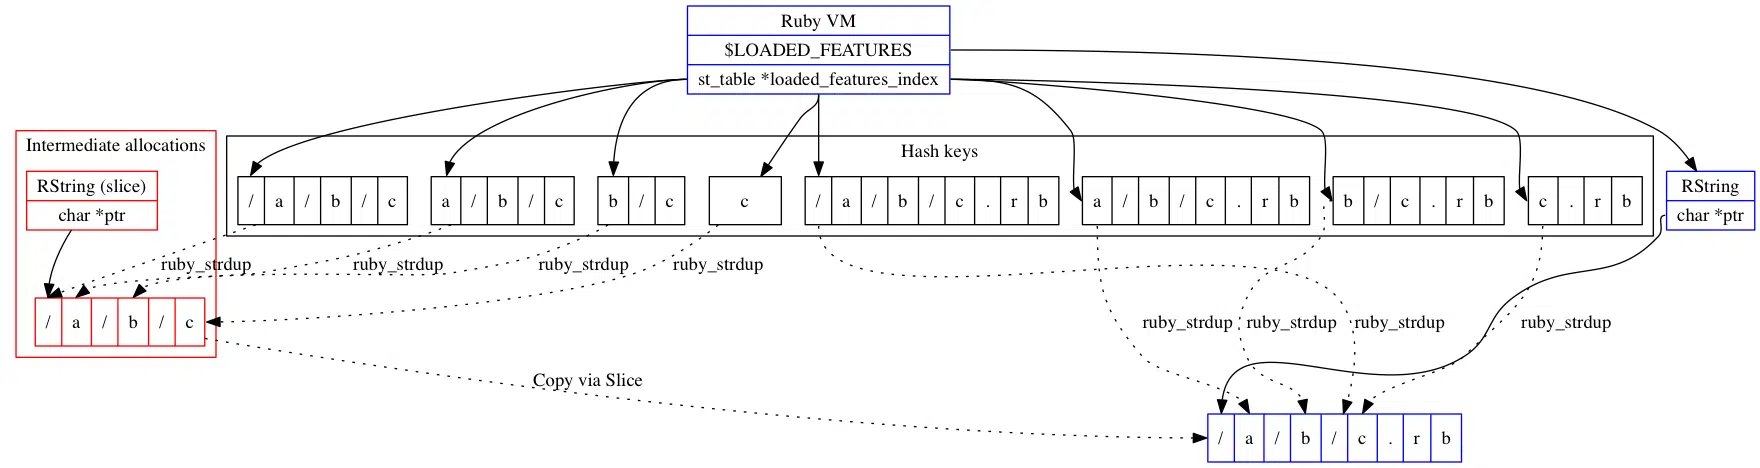 Ruby VM
$LOADED_FEATURES
st_table *loaded_features_index
Intermediate allocations
RString (slice)
char *ptr
Hash keys
/ a / b / c
a / b / c
b / c
c
/ a / b / c . r b
a / b / c . r b
b / c . r b
c . r b
RString
char *ptr
ruby_strdup
ruby_strdup
ruby_strdup
ruby_strdup
/ a / b / c
ruby_strdup
ruby_strdup
ruby_strdup
ruby_strdup
Copy via Slice
/ a / b / c . r b